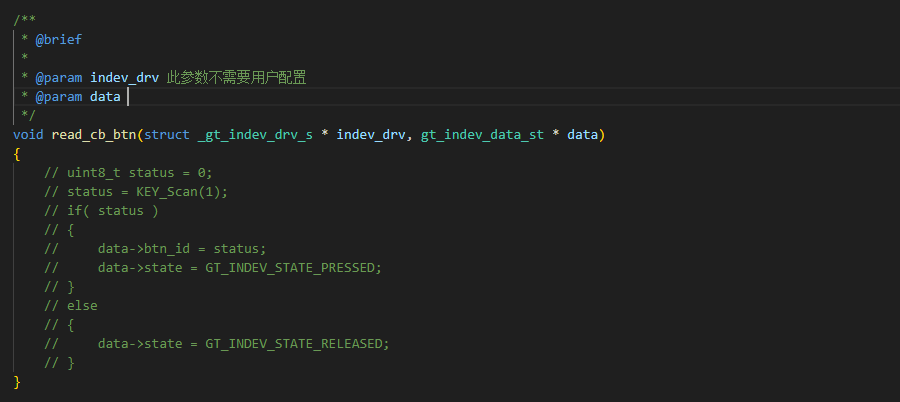 /**
 * @brief
 *
 * @param indev_drv 此参数不需要用户配置
 * @param data
 */
void read_cb_btn(struct _gt_indev_drv_s * indev_drv, gt_indev_data_st * data)
{
    // uint8_t status = 0;
    // status = KEY_Scan(1);
    // if( status )
    // {
    //     data->btn_id = status;
    //     data->state = GT_INDEV_STATE_PRESSED;
    // }
    // else
    // {
    //     data->state = GT_INDEV_STATE_RELEASED;
    // }
}